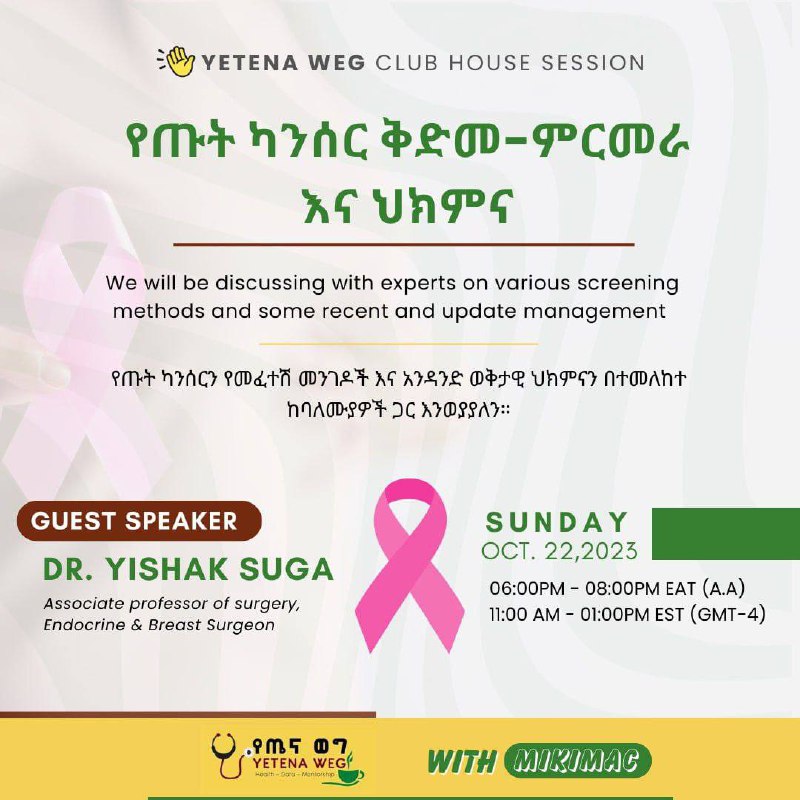 YETENA WEG CLUB HOUSE SESSION
የጡት ካንሰር ቅድመ-ምርመራ
እና ህክምና
We will be discussing with experts on various screening
methods and some recent and update management
የጡት ካንሰርን የመፈተሽ መንገዶች እና አንዳንድ ወቅታዊ ህክምናን በተመለከተ
ከባለሙያዎች ጋር እንወያያለን።
GUEST SPEAKER
DR. YISHAK SUGA
Associate professor of surgery,
Endocrine & Breast Surgeon
SUNDAY
OCT. 22,2023
06:00PM - 08:00PM EAT (A.A)
11:00 AM - 01:00PM EST (GMT-4)
የጤና ወግ
YETENA WEG
Health - Data - Mentorship
WITH MIKIMAC